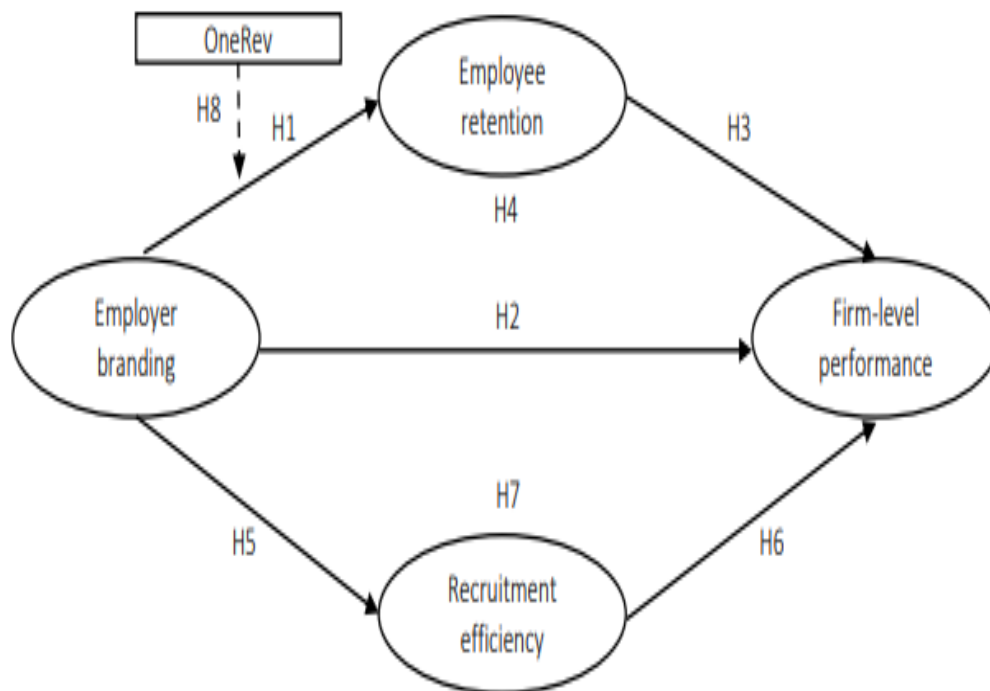 OneRev
H8
H1
Employee
retention
H3
H4
Employer
branding
H2
Firm-level
performance
H7
H5
H6
Recruitment
efficiency